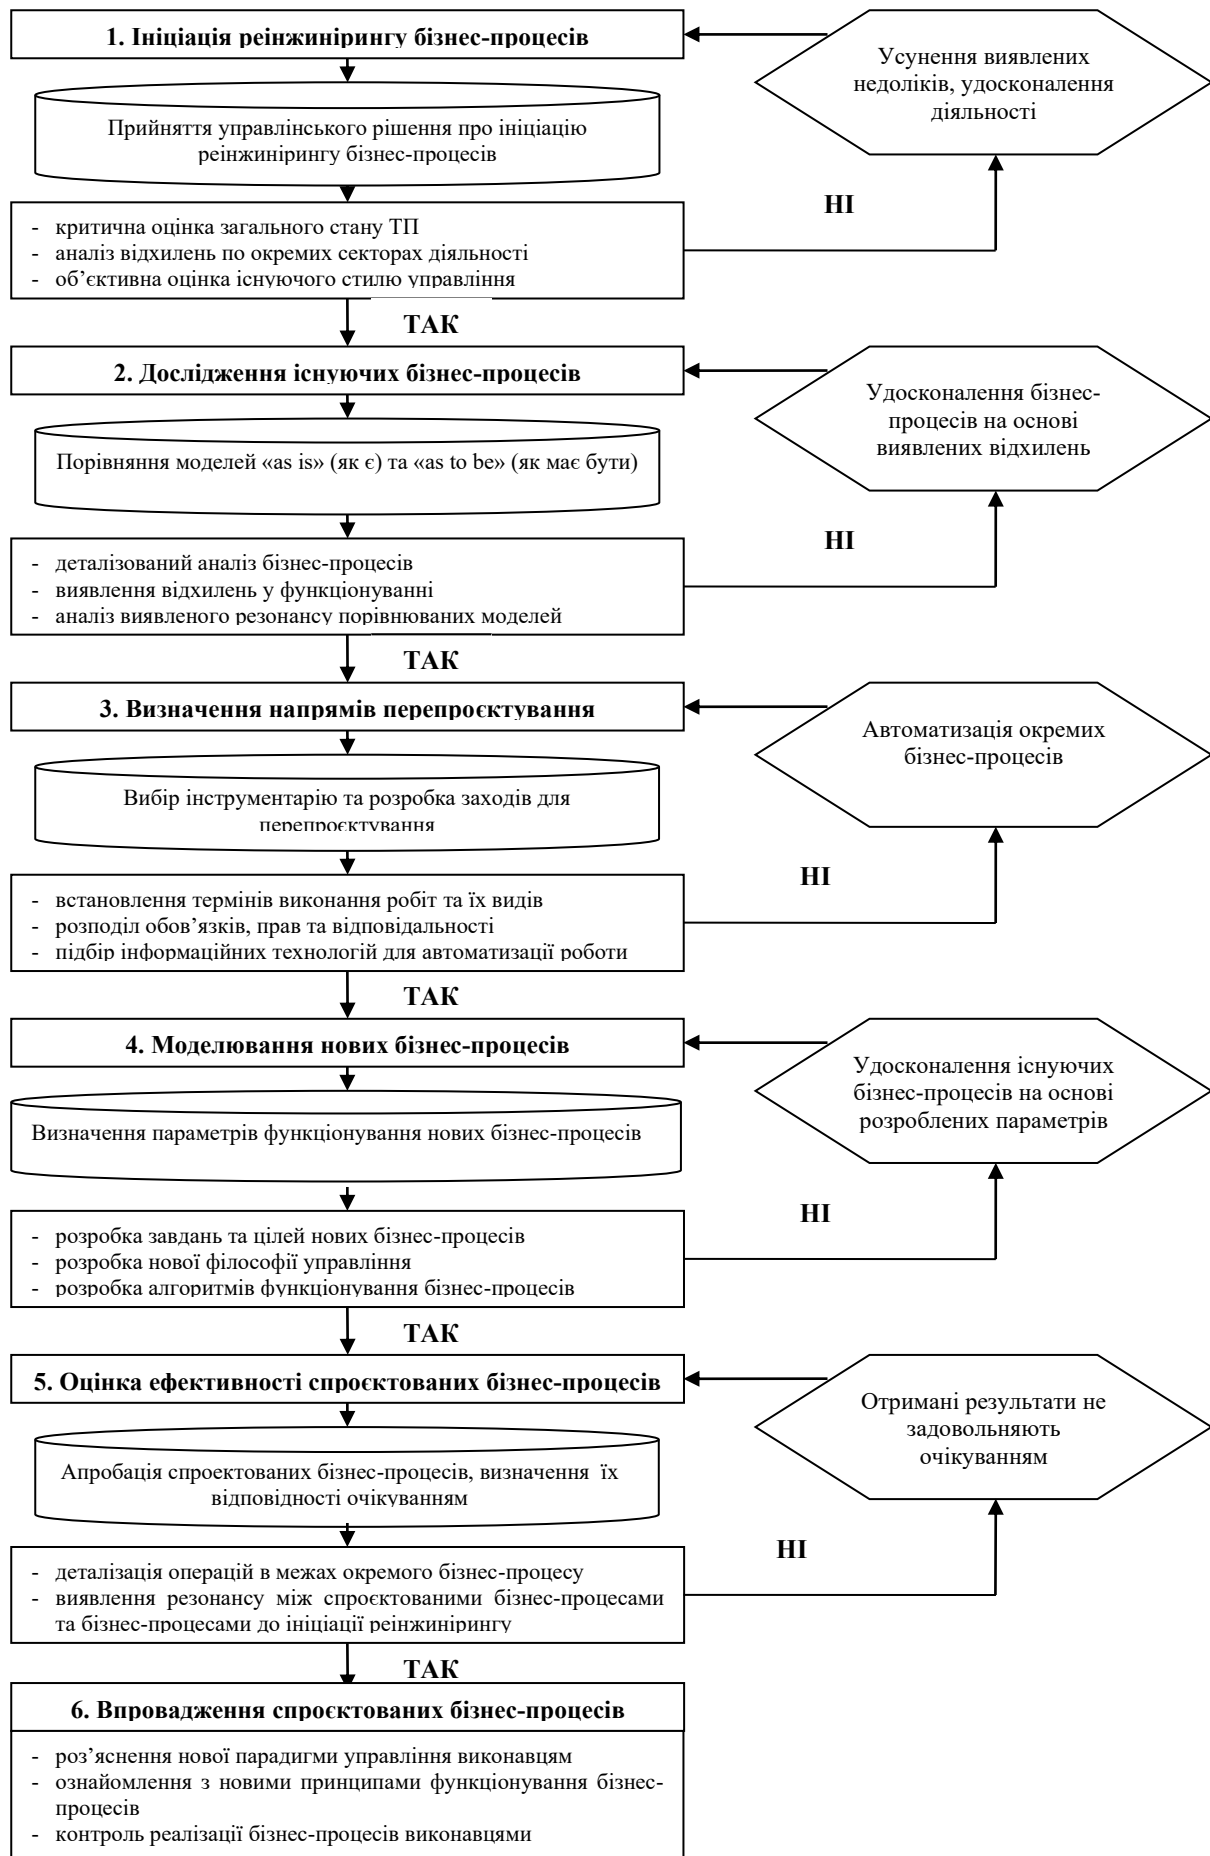 1. Ініціація реінжинірингу бізнес-процесів
Усунення виявлених
недоліків, удосконалення
діяльності
Прийняття управлінського рішення про ініціацію
реінжинірингу бізнес-процесів
НІ
- критична оцінка загального стану ТП
- аналіз відхилень по окремих секторах діяльності
- об’єктивна оцінка існуючого стилю управління
ТАК
2. Дослідження існуючих бізнес-процесів
Удосконалення бізнес-
процесів на основі
виявлених відхилень
Порівняння моделей «as is» (як є) та «as to be» (як має бути)
НІ
- деталізований аналіз бізнес-процесів
- виявлення відхилень у функціонуванні
- аналіз виявленого резонансу порівнюваних моделей
ТАК
3. Визначення напрямів перепроєктування
Автоматизація окремих
бізнес-процесів
Вибір інструментарію та розробка заходів для
перепроєктування
НІ
- встановлення термінів виконання робіт та їх видів
- розподіл обов’язків, прав та відповідальності
- підбір інформаційних технологій для автоматизації роботи
ТАК
4. Моделювання нових бізнес-процесів
Удосконалення існуючих
бізнес-процесів на основі
розроблених параметрів
Визначення параметрів функціонування нових бізнес-процесів
НІ
- розробка завдань та цілей нових бізнес-процесів
- розробка нової філософії управління
- розробка алгоритмів функціонування бізнес-процесів
ТАК
5. Оцінка ефективності спроєктованих бізнес-процесів
Отримані результати не
задовольняють
очікуванням
Апробація спроектованих бізнес-процесів, визначення їх
відповідності очікуванням
НІ
- деталізація операцій в межах окремого бізнес-процесу
- виявлення резонансу між спроєктованими бізнес-процесами
та бізнес-процесами до ініціації реінжинірингу
ТАК
6. Впровадження спроєктованих бізнес-процесів
- роз’яснення нової парадигми управління виконавцям
- ознайомлення з новими принципами функціонування бізнес-
процесів
- контроль реалізації бізнес-процесів виконавцями